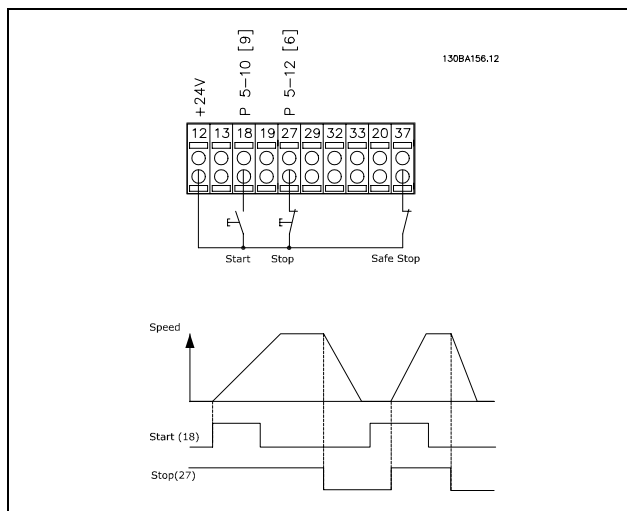 130BA156.12
+24V
P 5-10 [9]
P 5-12 [6]
12 13 18 19 27 29 32 33 20 37
Start Stop Safe Stop
Speed
Start (18)
Stop(27)